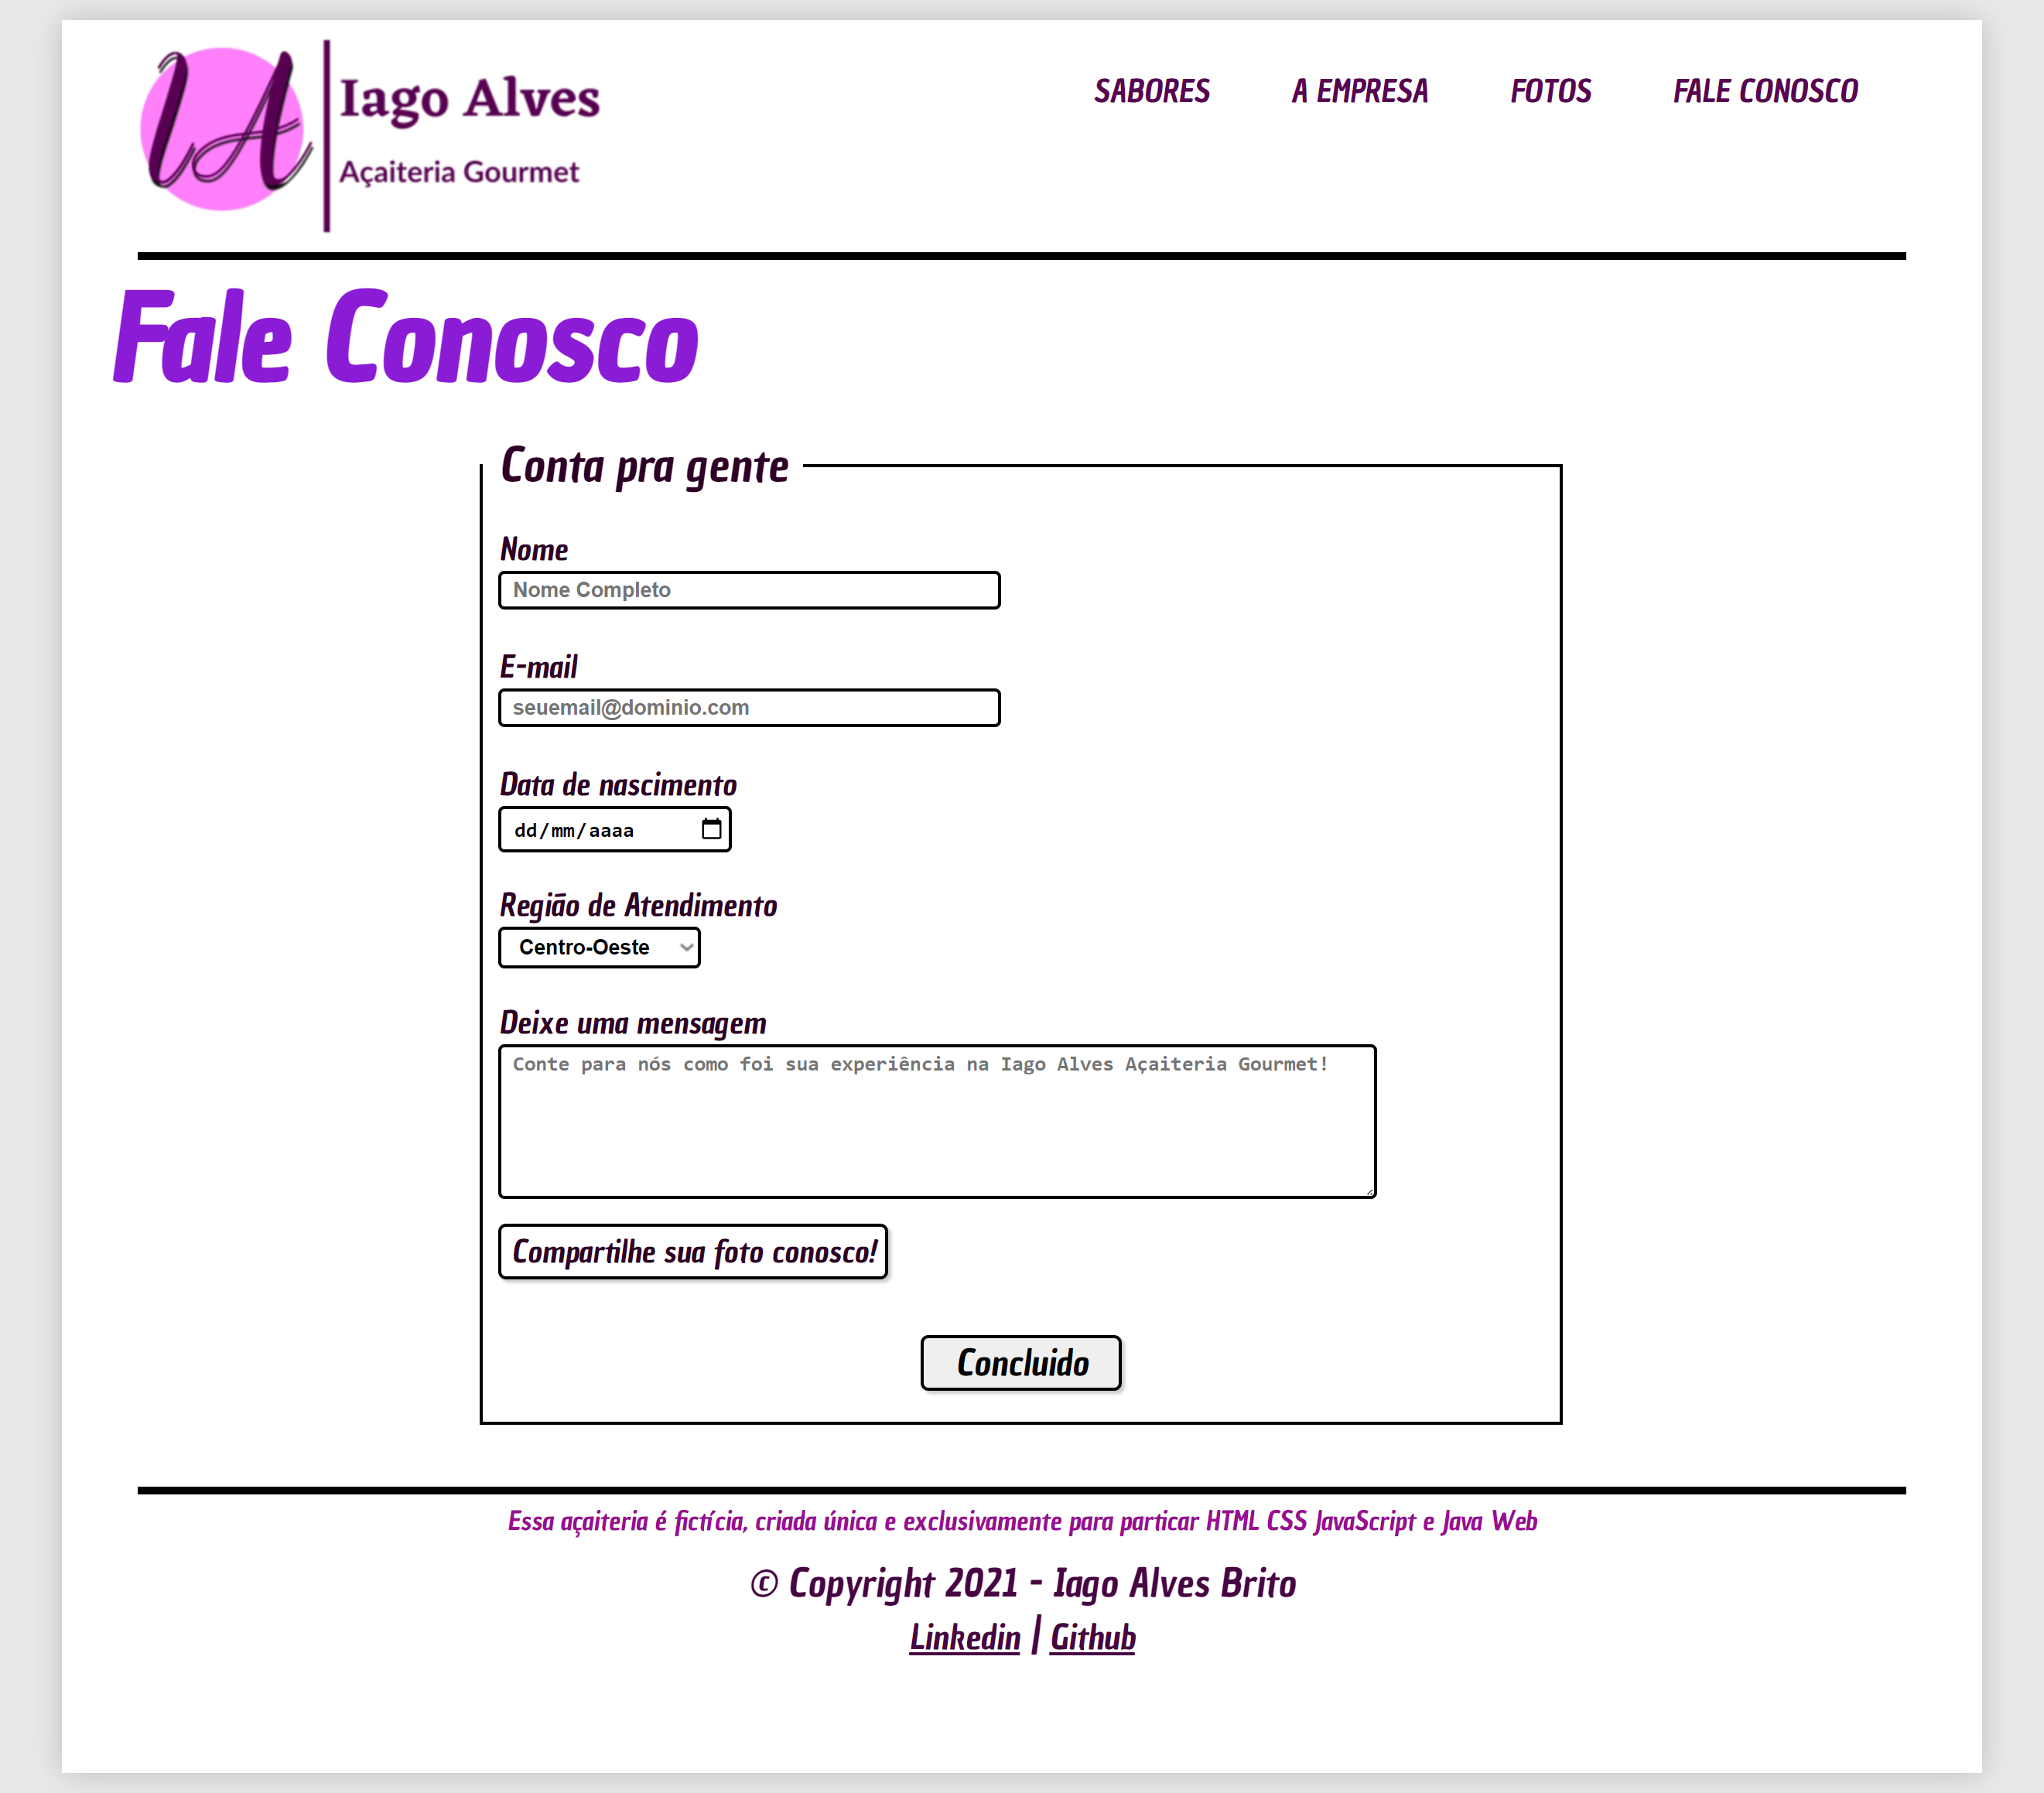 IA
Iago Alves
Açaiteria Gourmet
SABORES A EMPRESA FOTOS FALE CONOSCO
Fale Conosco
Conta pra gente
Nome
Nome Completo
E-mail
seuemail@dominio.com
Data de nascimento
dd/mm/aaaa
Região de Atendimento
Centro-Oeste
Deixe uma mensagem
Conte para nós como foi sua experiência na Iago Alves Açaiteria Gourmet!
Compartilhe sua foto conosco!
Concluido
Essa açaiteria é fictícia, criada única e exclusivamente para particar HTML CSS JavaScript e Java Web
© Copyright 2021 - Iago Alves Brito
Linkedin | Github